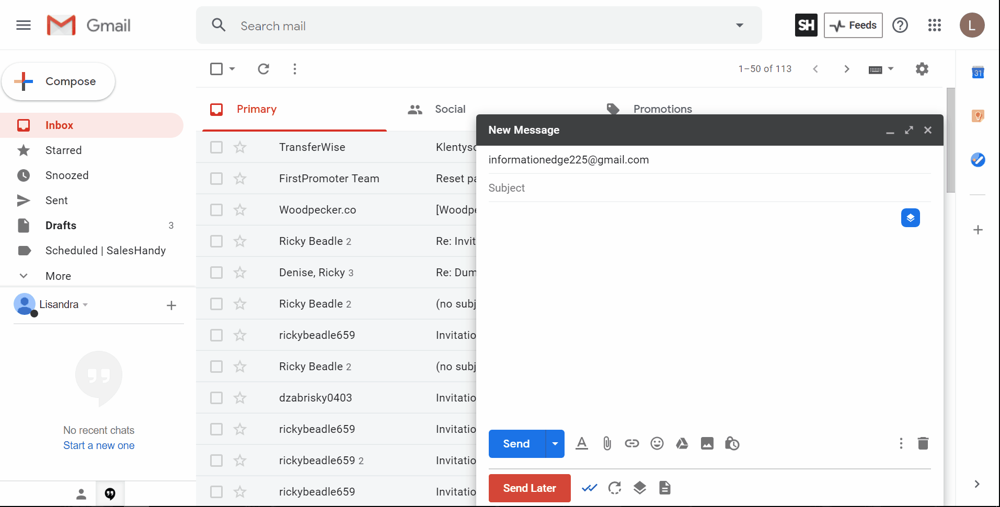 Gmail
Search mail
SH
Feeds
L
Compose
1–50 of 113
31
Primary
Social
Promotions
Inbox
Starred
Snoozed
Sent
Drafts 3
Scheduled | SalesHandy
More
Lisandra
No recent chats
Start a new one
TransferWise Klentyso
FirstPromoter Team Reset pa
Woodpecker.co [Woodpe
Ricky Beadle 2 Re: Invit
Denise, Ricky 3 Re: Dum
Ricky Beadle 2 (no subj
rickybeadle659 Invitatio
Ricky Beadle 2 (no subj
dzabrisky0403 Invitatio
rickybeadle659 Invitatio
rickybeadle659 2 Invitatio
rickybeadle659 Invitatio
New Message
informationedge225@gmail.com
Subject
Send
Send Later